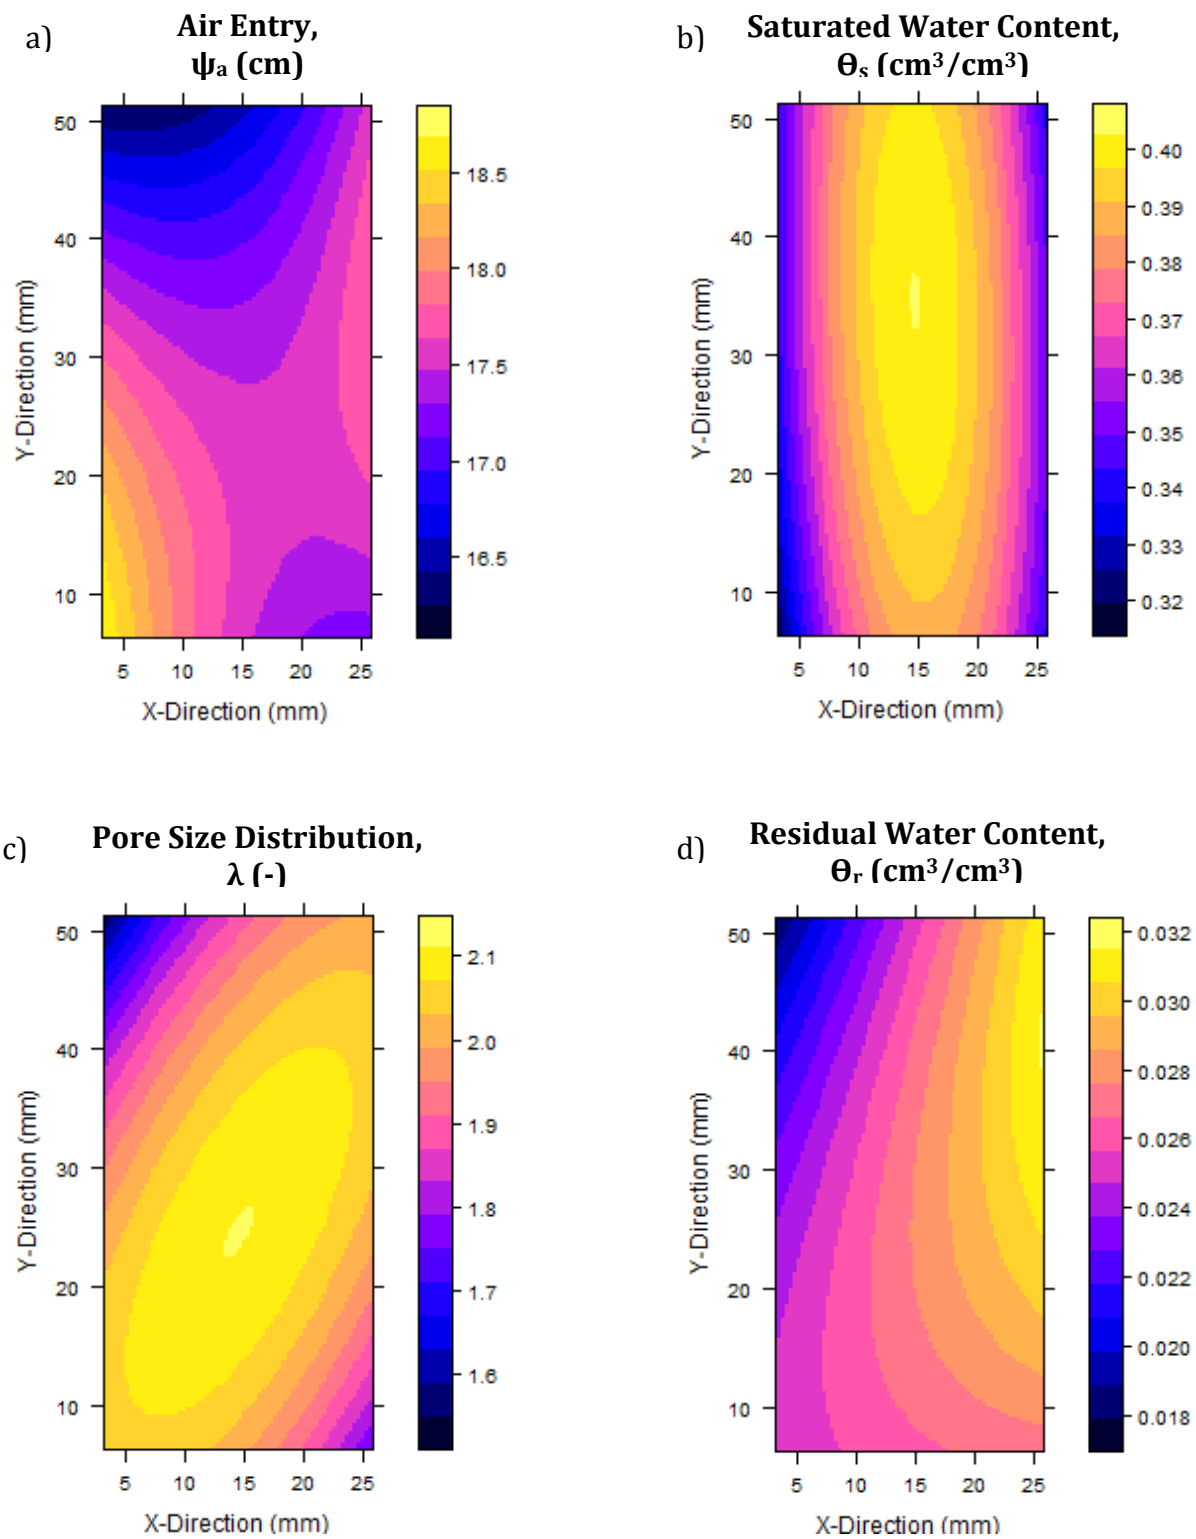 a)
Air Entry,
ψₐ (cm)
50
40
30
20
10
Y-Direction (mm)
5 10 15 20 25
X-Direction (mm)
18.5
18.0
17.5
17.0
16.5
b)
Saturated Water Content,
Θₛ (cm³/cm³)
50
40
30
20
10
Y-Direction (mm)
5 10 15 20 25
X-Direction (mm)
0.40
0.39
0.38
0.37
0.36
0.35
0.34
0.33
0.32
c)
Pore Size Distribution,
λ (-)
50
40
30
20
10
Y-Direction (mm)
5 10 15 20 25
X-Direction (mm)
2.1
2.0
1.9
1.8
1.7
1.6
d)
Residual Water Content,
Θᵣ (cm³/cm³)
50
40
30
20
10
Y-Direction (mm)
5 10 15 20 25
X-Direction (mm)
0.032
0.030
0.028
0.026
0.024
0.022
0.020
0.018